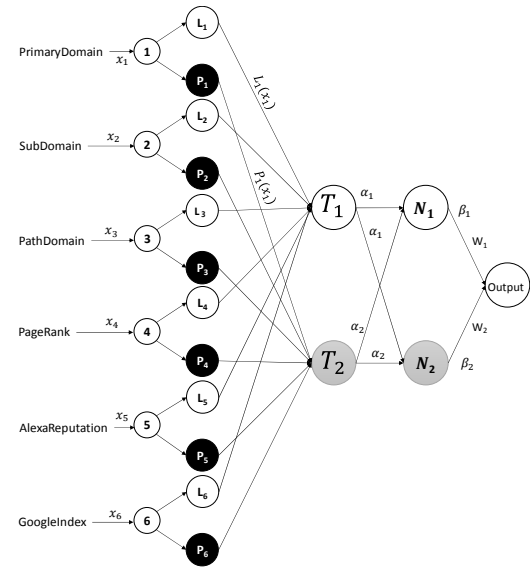 L₁
PrimaryDomain
x₁
1
P₁
L₁(x₁)
L₂
SubDomain
x₂
2
P₂
P₁(x₁)
L₃
PathDomain
x₃
3
P₃
T₁
α₁
α₁
N₁
β₁
W₁
Output
L₄
PageRank
x₄
4
P₄
T₂
α₂
α₂
N₂
W₂
β₂
L₅
AlexaReputation
x₅
5
P₅
L₆
GoogleIndex
x₆
6
P₆